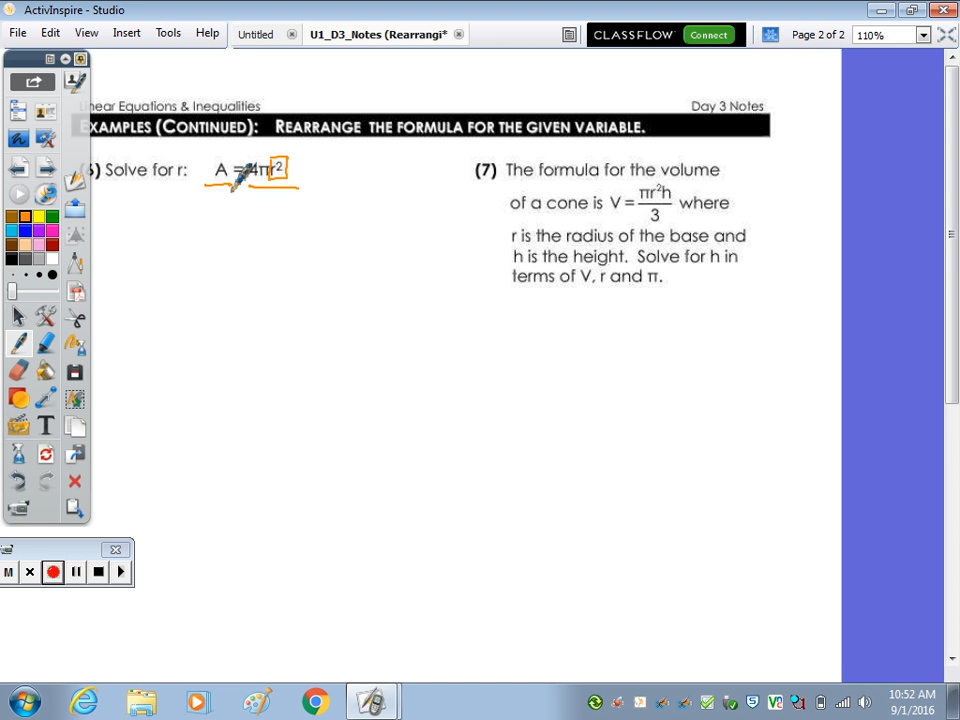 ActivInspire - Studio
File Edit View Insert Tools Help
Untitled
U1_D3_Notes (Rearrangi*
CLASSFLOW Connect
Page 2 of 2
110%
Linear Equations & Inequalities
Day 3 Notes
EXAMPLES (CONTINUED): REARRANGE THE FORMULA FOR THE GIVEN VARIABLE.
6) Solve for r: A = 4πr²
(7) The formula for the volume
of a cone is V = πr²h/3 where
r is the radius of the base and
h is the height. Solve for h in
terms of V, r and π.
T
M
10:52 AM
9/1/2016